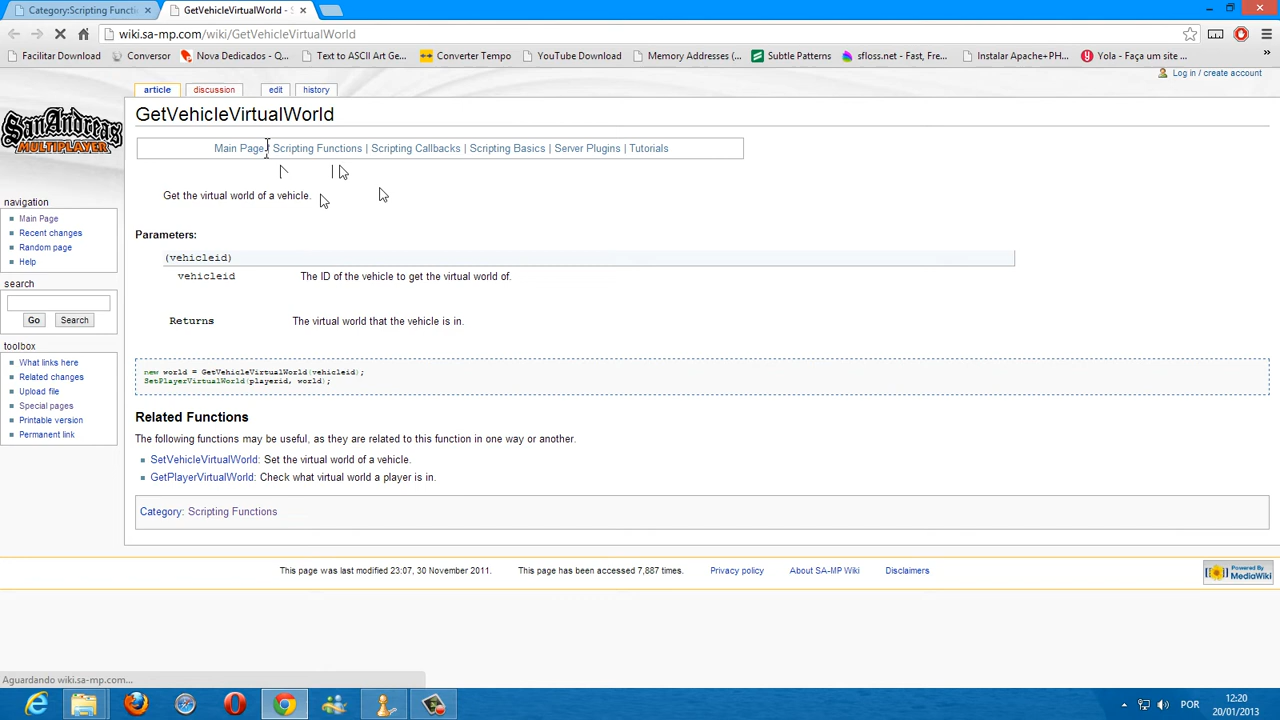 Category:Scripting Functi
GetVehicleVirtualWorld - S
wiki.sa-mp.com/wiki/GetVehicleVirtualWorld
Facilitar Download
Conversor
Nova Dedicados - Q...
Text to ASCII Art Ge...
Converter Tempo
YouTube Download
Memory Addresses (...
Subtle Patterns
sfloss.net - Fast, Fre...
Instalar Apache+PH...
Yola - Faça um site ...
»
Log in / create account
article
discussion
edit
history
San Andreas
MULTIPLAYER
GetVehicleVirtualWorld
Main Page | Scripting Functions | Scripting Callbacks | Scripting Basics | Server Plugins | Tutorials
Get the virtual world of a vehicle.
navigation
Main Page
Recent changes
Random page
Help
search
Go
Search
toolbox
What links here
Related changes
Upload file
Special pages
Printable version
Permanent link
Parameters:
(vehicleid)
vehicleid The ID of the vehicle to get the virtual world of.
Returns The virtual world that the vehicle is in.
new world = GetVehicleVirtualWorld(vehicleid);
SetPlayerVirtualWorld(playerid, world);
Related Functions
The following functions may be useful, as they are related to this function in one way or another.
SetVehicleVirtualWorld: Set the virtual world of a vehicle.
GetPlayerVirtualWorld: Check what virtual world a player is in.
Category: Scripting Functions
This page was last modified 23:07, 30 November 2011.
This page has been accessed 7,887 times.
Privacy policy
About SA-MP Wiki
Disclaimers
Powered By
MediaWiki
Aguardando wiki.sa-mp.com...
POR
12:20
20/01/2013